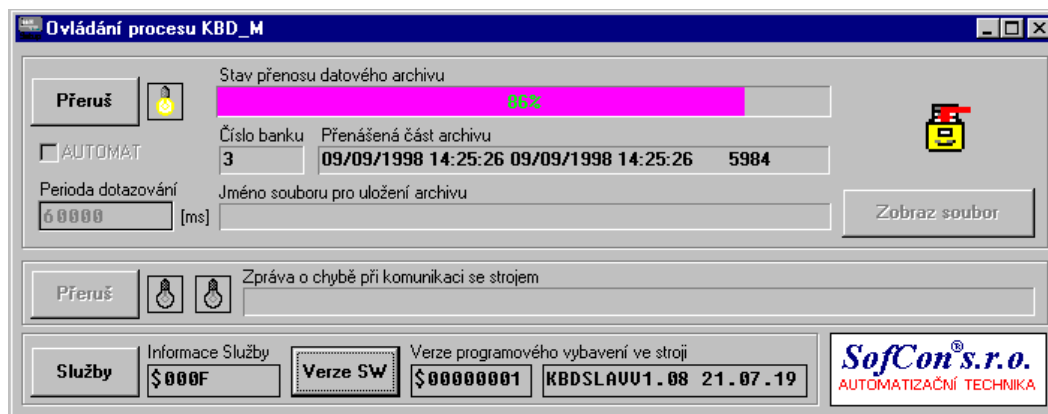 Ovládání procesu KBD_M
Stav přenosu datového archivu
Přeruš
86%
Číslo banku Přenášená část archivu
AUTOMAT
3 09/09/1998 14:25:26 09/09/1998 14:25:26 5984
Perioda dotazování Jméno souboru pro uložení archivu
60000 [ms] Zobraz soubor
Zpráva o chybě při komunikaci se strojem
Přeruš
Informace Služby Verze programového vybavení ve stroji
Služby $000F Verze SW $00000001 KBDSLAVV1.08 21.07.19
SofCon® s.r.o.
AUTOMATIZAČNÍ TECHNIKA